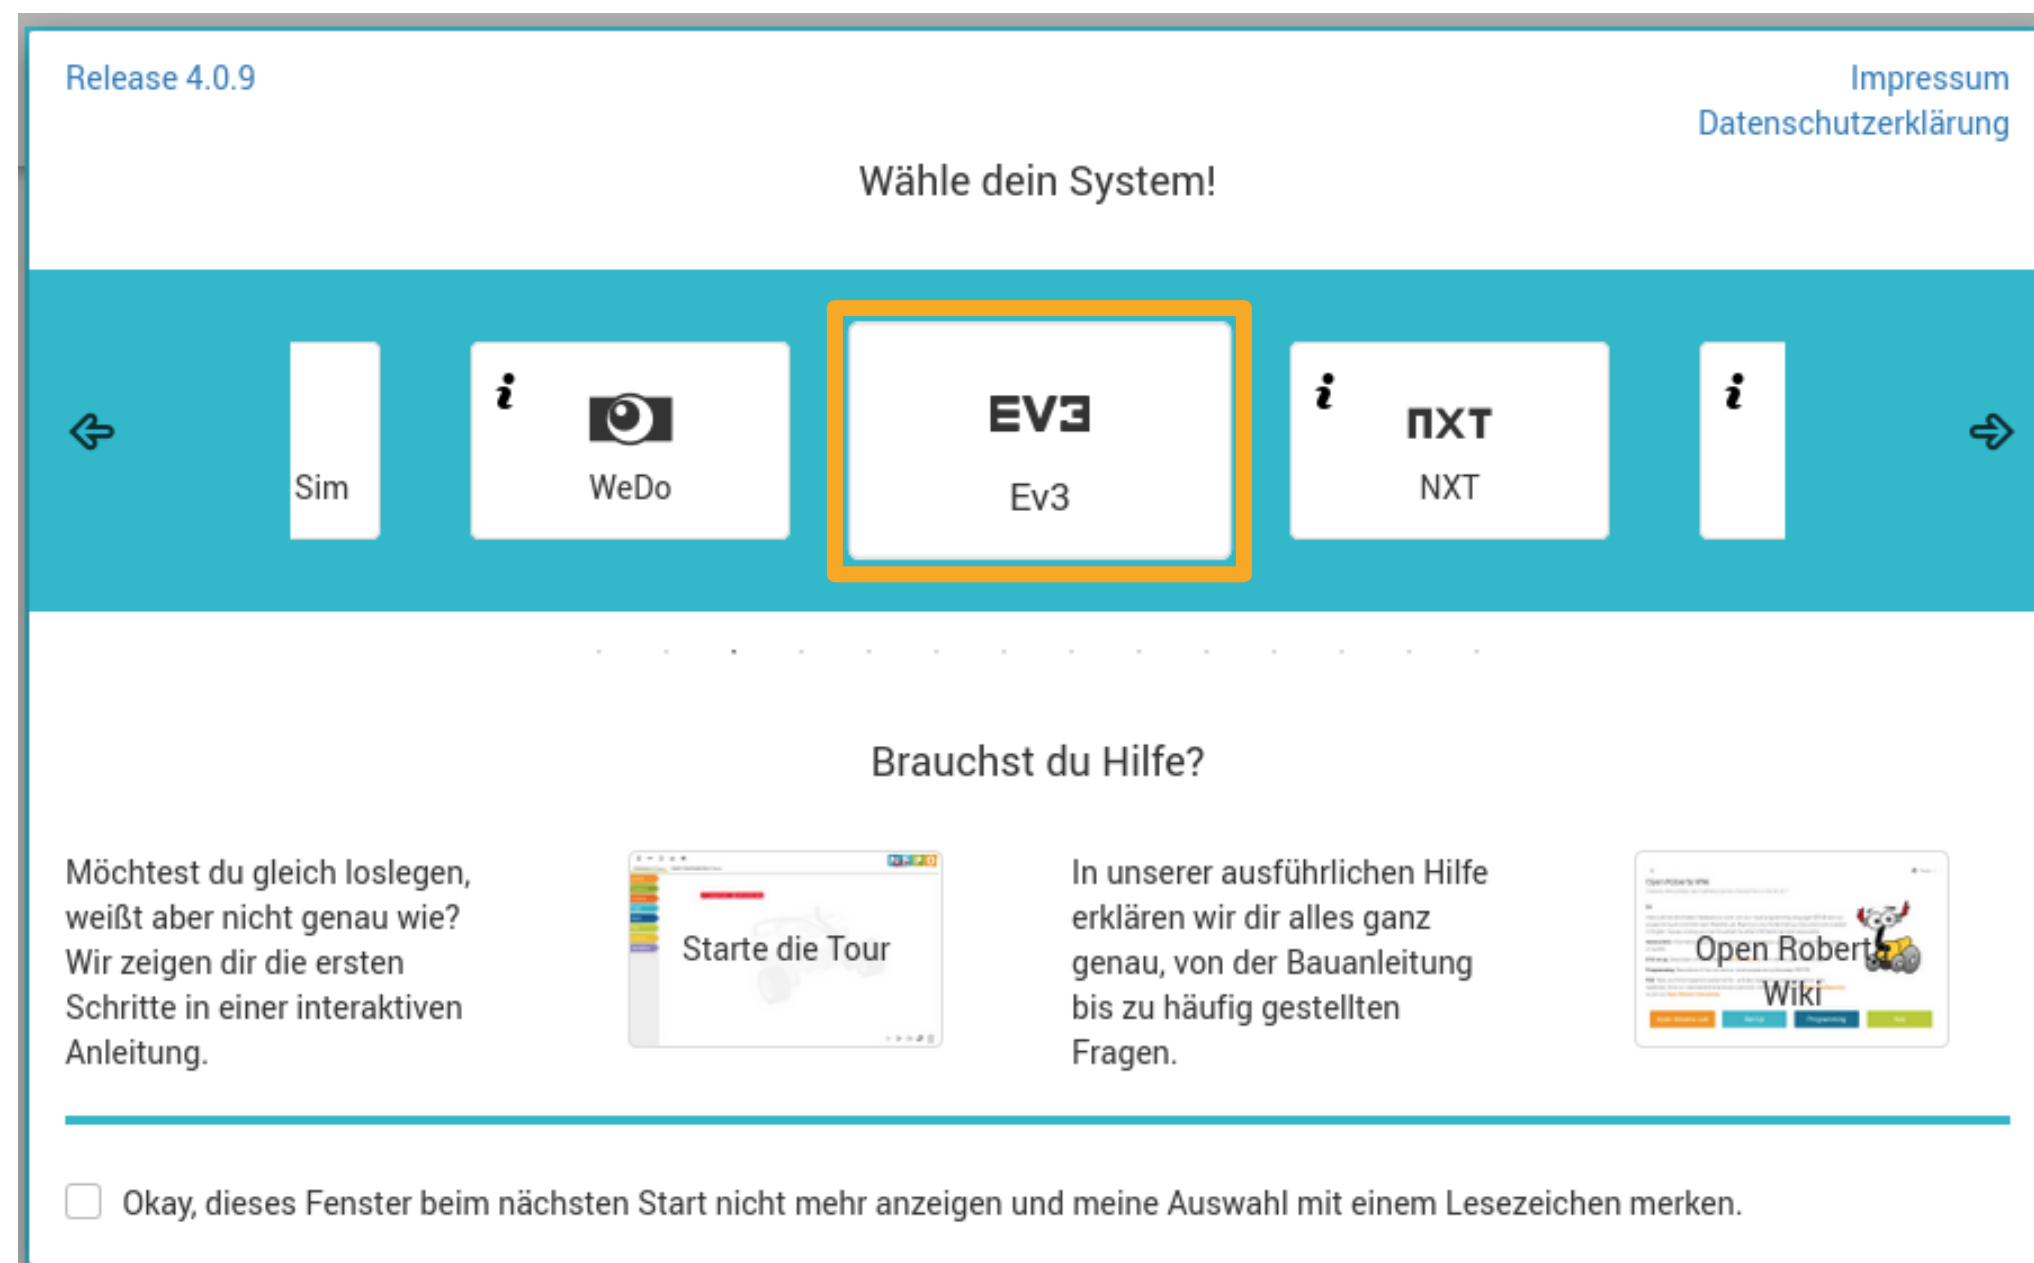 Release 4.0.9
Impressum
Datenschutzerklärung
Wähle dein System!
Sim
WeDo
EV3
Ev3
NXT
NXT
Brauchst du Hilfe?
Möchtest du gleich loslegen,
weißt aber nicht genau wie?
Wir zeigen dir die ersten
Schritte in einer interaktiven
Anleitung.
Starte die Tour
In unserer ausführlichen Hilfe
erklären wir dir alles ganz
genau, von der Bauanleitung
bis zu häufig gestellten
Fragen.
Open Roberta Wiki
Open Robert
Wiki
Programming
Okay, dieses Fenster beim nächsten Start nicht mehr anzeigen und meine Auswahl mit einem Lesezeichen merken.